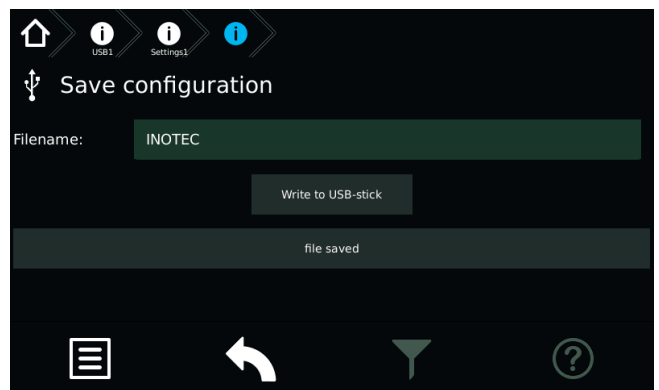 USB1
Settings1
Save configuration
Filename:
INOTEC
Write to USB-stick
file saved